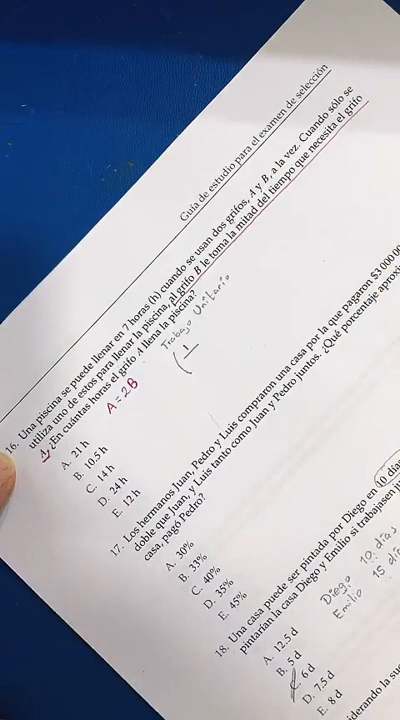 Guía de estudio para el examen de selección
16. Una piscina se puede llenar en 7 horas (h) cuando se usan dos grifos, A y B, a la vez. Cuando sólo se
utiliza uno de estos para llenar la piscina, al grifo B le toma la mitad del tiempo que necesita el grifo
A. ¿En cuántas horas el grifo A llena la piscina?
Trabajo Unitario
A = 2B
(1
A. 21 h
B. 10,5 h
C. 14 h
D. 24 h
E. 12 h
17. Los hermanos Juan, Pedro y Luis compraron una casa por la que pagaron $3 000 00
doble que Juan, y Luis tanto como Juan y Pedro juntos. ¿Qué porcentaje aproxi
casa, pagó Pedro?
A. 30%
B. 33%
C. 40%
D. 35%
E. 45%
18. Una casa puede ser pintada por Diego en 10 días
pintarían la casa Diego y Emilio si trabajasen
Diego 10 días
Emilio 15 días
A. 12,5 d
B. 5 d
C. 6 d
D. 7,5 d
E. 8 d